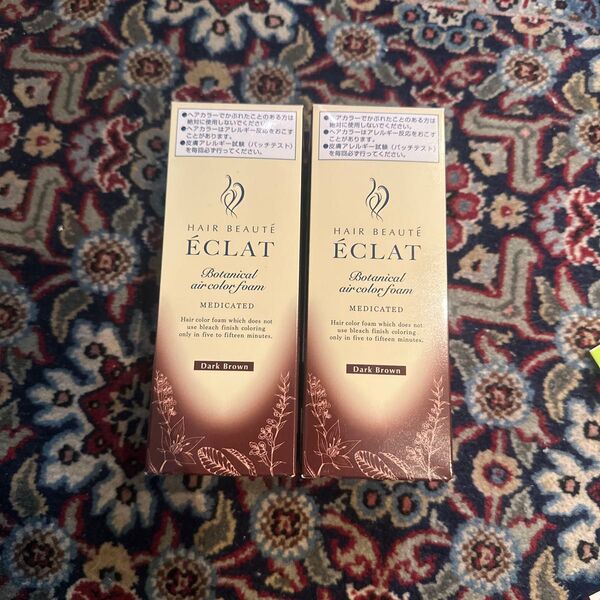 ●ヘアカラーでかぶれたことのある方は
絶対に使用しないでください。
●ヘアカラーはアレルギー反応をおこす
ことがあります。
●皮膚アレルギー試験(パッチテスト)
を毎回必ず行ってください。
HAIR BEAUTÉ
ÉCLAT
Botanical
air color foam
MEDICATED
Hair color foam which does not
use bleach finish coloring
only in five to fifteen minutes.
Dark Brown
●ヘアカラーでかぶれたことのある方は
絶対に使用しないでください。
●ヘアカラーはアレルギー反応をおこす
ことがあります。
●皮膚アレルギー試験(パッチテスト)
を毎回必ず行ってください。
HAIR BEAUTÉ
ÉCLAT
Botanical
air color foam
MEDICATED
Hair color foam which does not
use bleach finish coloring
only in five to fifteen minutes.
Dark Brown